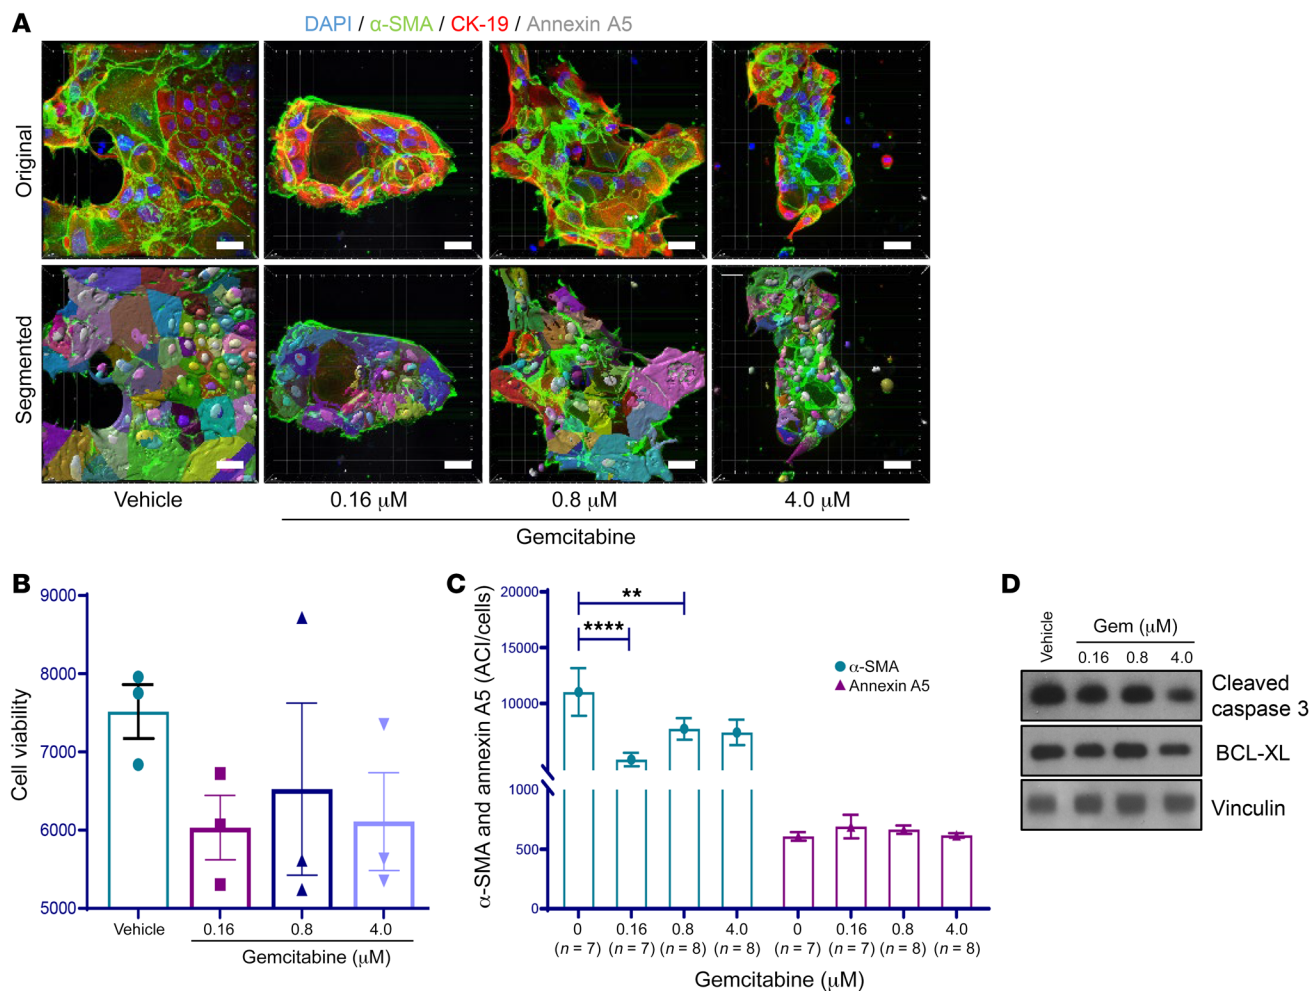 A
DAPI / α-SMA / CK-19 / Annexin A5
Original
Segmented
Vehicle
0.16 μM
0.8 μM
4.0 μM
Gemcitabine
B
Cell viability
9000
8000
7000
6000
5000
Vehicle
0.16
0.8
4.0
Gemcitabine (μM)
C
α-SMA and annexin A5 (ACI/cells)
20000
15000
10000
1000
500
0
**
****
α-SMA
Annexin A5
0 0.16 0.8 4.0 0 0.16 0.8 4.0
(n = 7) (n = 7) (n = 8) (n = 8) (n = 7) (n = 7) (n = 8) (n = 8)
Gemcitabine (μM)
D
Vehicle
Gem (μM)
0.16 0.8 4.0
Cleaved
caspase 3
BCL-XL
Vinculin